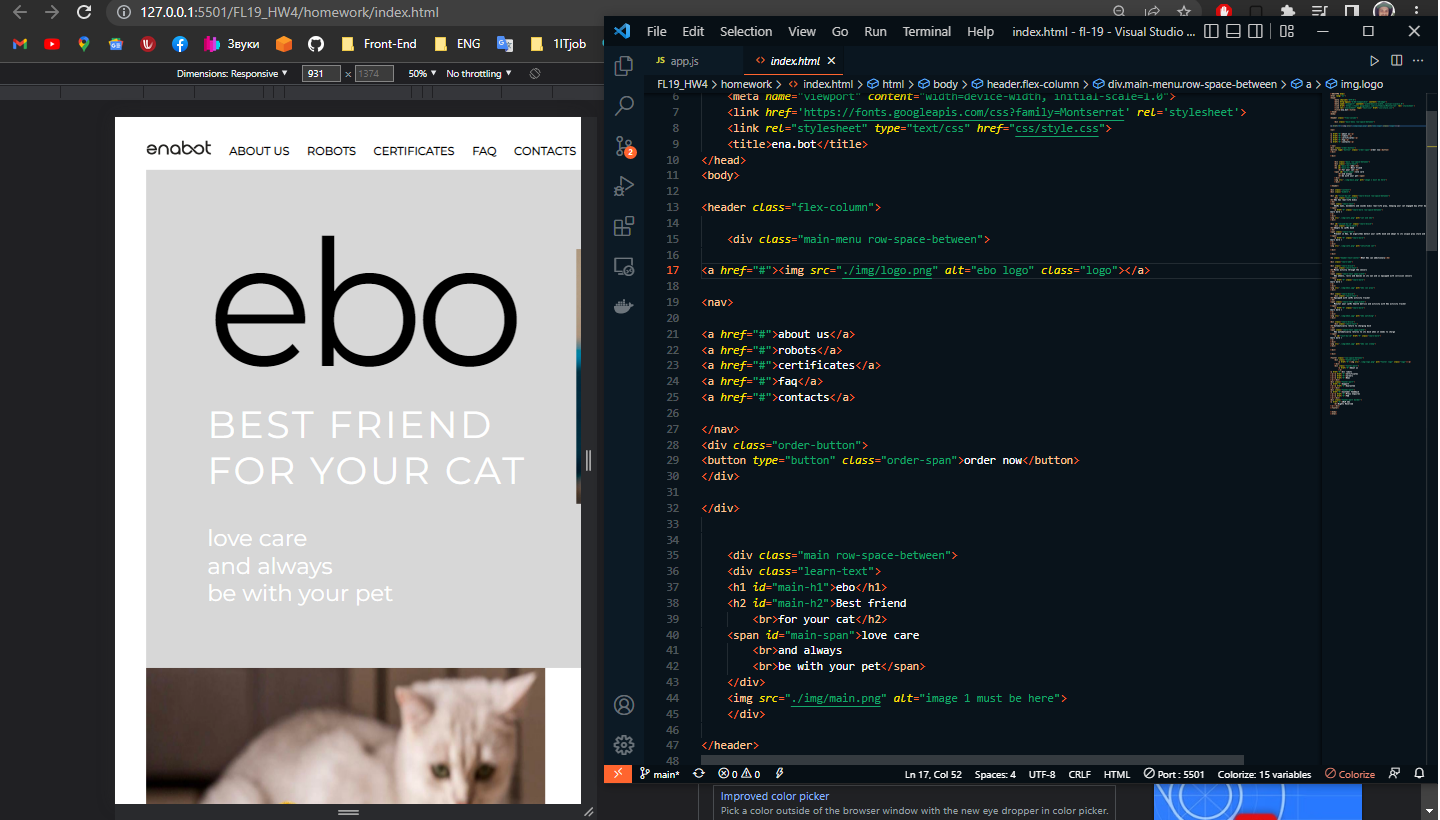 127.0.0.1:5501/FL19_HW4/homework/index.html
Звуки
Front-End
ENG
1ITjob
Dimensions: Responsive
931
×
1374
50%
No throttling
enabot
ABOUT US
ROBOTS
CERTIFICATES
FAQ
CONTACTS
ebo
BEST FRIEND
FOR YOUR CAT
love care
and always
be with your pet
File Edit Selection View Go Run Terminal Help
index.html - fl-19 - Visual Studio ...
JS app.js
<> index.html
FL19_HW4 > homework > <> index.html > html > body > header.flex-column > div.main-menu.row-space-between > a > img.logo
6 <meta name="viewport" content="width=device-width, initial-scale=1.0">
7 <link href='https://fonts.googleapis.com/css?family=Montserrat' rel='stylesheet'>
8 <link rel="stylesheet" type="text/css" href="css/style.css">
9 <title>ena.bot</title>
10 </head>
11 <body>
12
13 <header class="flex-column">
14
15 <div class="main-menu row-space-between">
16
17 <a href="#"><img src="./img/logo.png" alt="ebo logo" class="logo"></a>
18
19 <nav>
20
21 <a href="#">about us</a>
22 <a href="#">robots</a>
23 <a href="#">certificates</a>
24 <a href="#">faq</a>
25 <a href="#">contacts</a>
26
27 </nav>
28 <div class="order-button">
29 <button type="button" class="order-span">order now</button>
30 </div>
31
32 </div>
33
34
35 <div class="main row-space-between">
36 <div class="learn-text">
37 <h1 id="main-h1">ebo</h1>
38 <h2 id="main-h2">Best friend
39 <br>for your cat</h2>
40 <span id="main-span">love care
41 <br>and always
42 <br>be with your pet</span>
43 </div>
44 <img src="./img/main.png" alt="image 1 must be here">
45 </div>
46
47 </header>
48
2
main*
0
0
Ln 17, Col 52
Spaces: 4
UTF-8
CRLF
HTML
Port : 5501
Colorize: 15 variables
Colorize
Improved color picker
Pick a color outside of the browser window with the new eye dropper in color picker.